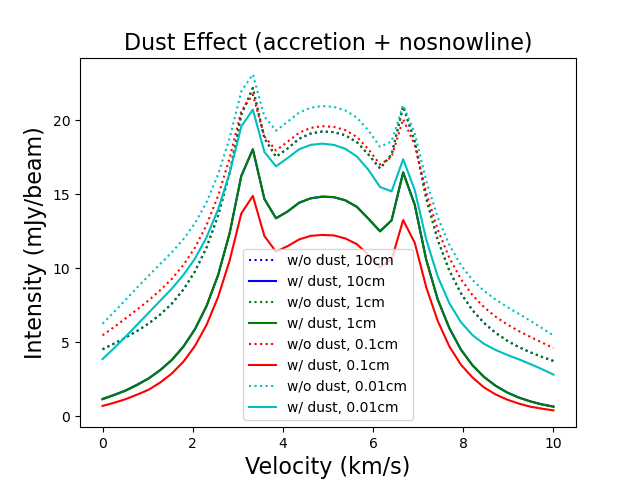 Dust Effect (accretion + nosnowline)
Intensity (mJy/beam)
20
15
10
5
0
w/o dust, 10cm
w/ dust, 10cm
w/o dust, 1cm
w/ dust, 1cm
w/o dust, 0.1cm
w/ dust, 0.1cm
w/o dust, 0.01cm
w/ dust, 0.01cm
0 2 4 6 8 10
Velocity (km/s)